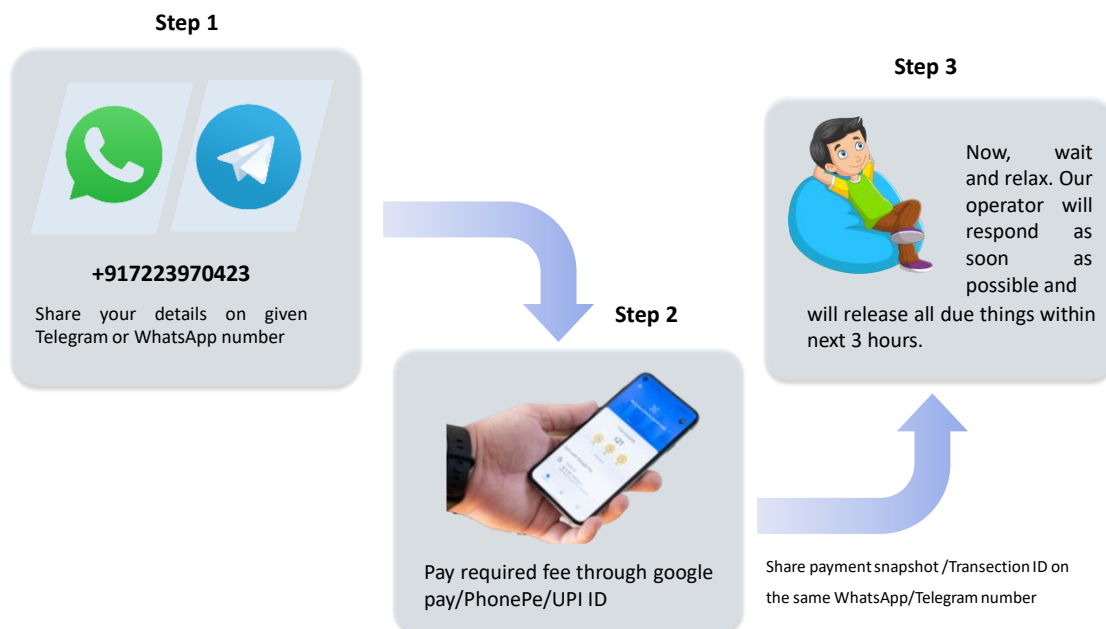 Step 1
+917223970423
Share your details on given
Telegram or WhatsApp number
Step 2
Pay required fee through google
pay/PhonePe/UPI ID
Share payment snapshot /Transection ID on
the same WhatsApp/Telegram number
Step 3
Now, wait
and relax. Our
operator will
respond as
soon as
possible and
will release all due things within
next 3 hours.